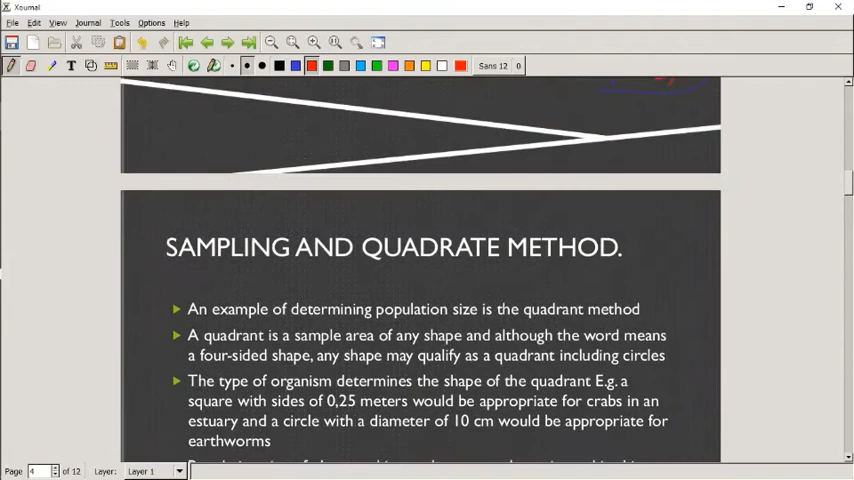 Xournal
File Edit View Journal Tools Options Help
Sans 12 0
SAMPLING AND QUADRATE METHOD.
An example of determining population size is the quadrant method
A quadrant is a sample area of any shape and although the word means
a four-sided shape, any shape may qualify as a quadrant including circles
The type of organism determines the shape of the quadrant E.g. a
square with sides of 0,25 meters would be appropriate for crabs in an
estuary and a circle with a diameter of 10 cm would be appropriate for
earthworms
Page 4 of 12 Layer: Layer 1